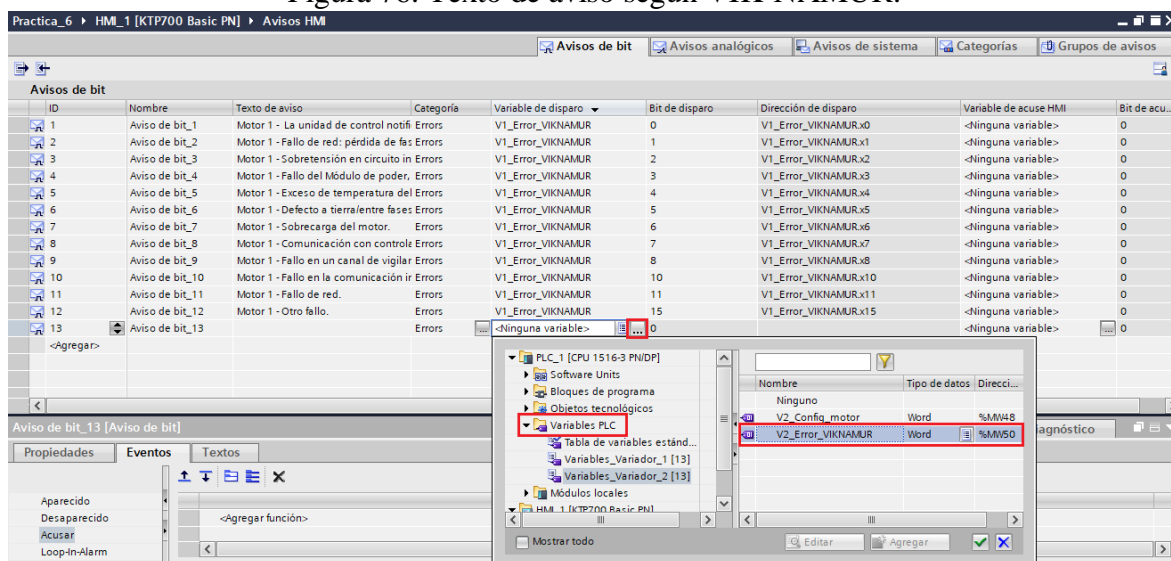 Figura 78. Texto de aviso según VIK-NAMUR.
Practica_6 ▸ HMI_1 [KTP700 Basic PN] ▸ Avisos HMI
Avisos de bit Avisos analógicos Avisos de sistema Categorías Grupos de avisos
Avisos de bit
ID Nombre Texto de aviso Categoría Variable de disparo Bit de disparo Dirección de disparo Variable de acuse HMI Bit de acu...
1 Aviso de bit_1 Motor 1 - La unidad de control notifi Errors V1_Error_VIKNAMUR 0 V1_Error_VIKNAMUR.x0 <Ninguna variable> 0
2 Aviso de bit_2 Motor 1 - Fallo de red: pérdida de fas Errors V1_Error_VIKNAMUR 1 V1_Error_VIKNAMUR.x1 <Ninguna variable> 0
3 Aviso de bit_3 Motor 1 - Sobretensión en circuito in Errors V1_Error_VIKNAMUR 2 V1_Error_VIKNAMUR.x2 <Ninguna variable> 0
4 Aviso de bit_4 Motor 1 - Fallo del Módulo de poder, Errors V1_Error_VIKNAMUR 3 V1_Error_VIKNAMUR.x3 <Ninguna variable> 0
5 Aviso de bit_5 Motor 1 - Exceso de temperatura del Errors V1_Error_VIKNAMUR 4 V1_Error_VIKNAMUR.x4 <Ninguna variable> 0
6 Aviso de bit_6 Motor 1 - Defecto a tierra/entre fases Errors V1_Error_VIKNAMUR 5 V1_Error_VIKNAMUR.x5 <Ninguna variable> 0
7 Aviso de bit_7 Motor 1 - Sobrecarga del motor. Errors V1_Error_VIKNAMUR 6 V1_Error_VIKNAMUR.x6 <Ninguna variable> 0
8 Aviso de bit_8 Motor 1 - Comunicación con controla Errors V1_Error_VIKNAMUR 7 V1_Error_VIKNAMUR.x7 <Ninguna variable> 0
9 Aviso de bit_9 Motor 1 - Fallo en un canal de vigilar Errors V1_Error_VIKNAMUR 8 V1_Error_VIKNAMUR.x8 <Ninguna variable> 0
10 Aviso de bit_10 Motor 1 - Fallo en la comunicación ir Errors V1_Error_VIKNAMUR 10 V1_Error_VIKNAMUR.x10 <Ninguna variable> 0
11 Aviso de bit_11 Motor 1 - Fallo de red. Errors V1_Error_VIKNAMUR 11 V1_Error_VIKNAMUR.x11 <Ninguna variable> 0
12 Aviso de bit_12 Motor 1 - Otro fallo. Errors V1_Error_VIKNAMUR 15 V1_Error_VIKNAMUR.x15 <Ninguna variable> 0
13 Aviso de bit_13 Errors ... <Ninguna variable> ... 0 <Ninguna variable> ... 0
<Agregar>
PLC_1 [CPU 1516-3 PN/DP]
Software Units
Bloques de programa
Objetos tecnológicos
Variables PLC
Tabla de variables estánd...
Variables_Variador_1 [13]
Variables_Variador_2 [13]
Módulos locales
HMI_1 [KTP700 Basic PN]
Mostrar todo
Nombre Tipo de datos Direcci...
Ninguno
V2_Config_motor Word %MW48
V2_Error_VIKNAMUR Word %MW50
Editar Agregar
Aviso de bit_13 [Aviso de bit]
iagnóstico
Propiedades Eventos Textos
Aparecido
Desaparecido
Acusar
Loop-In-Alarm
<Agregar función>